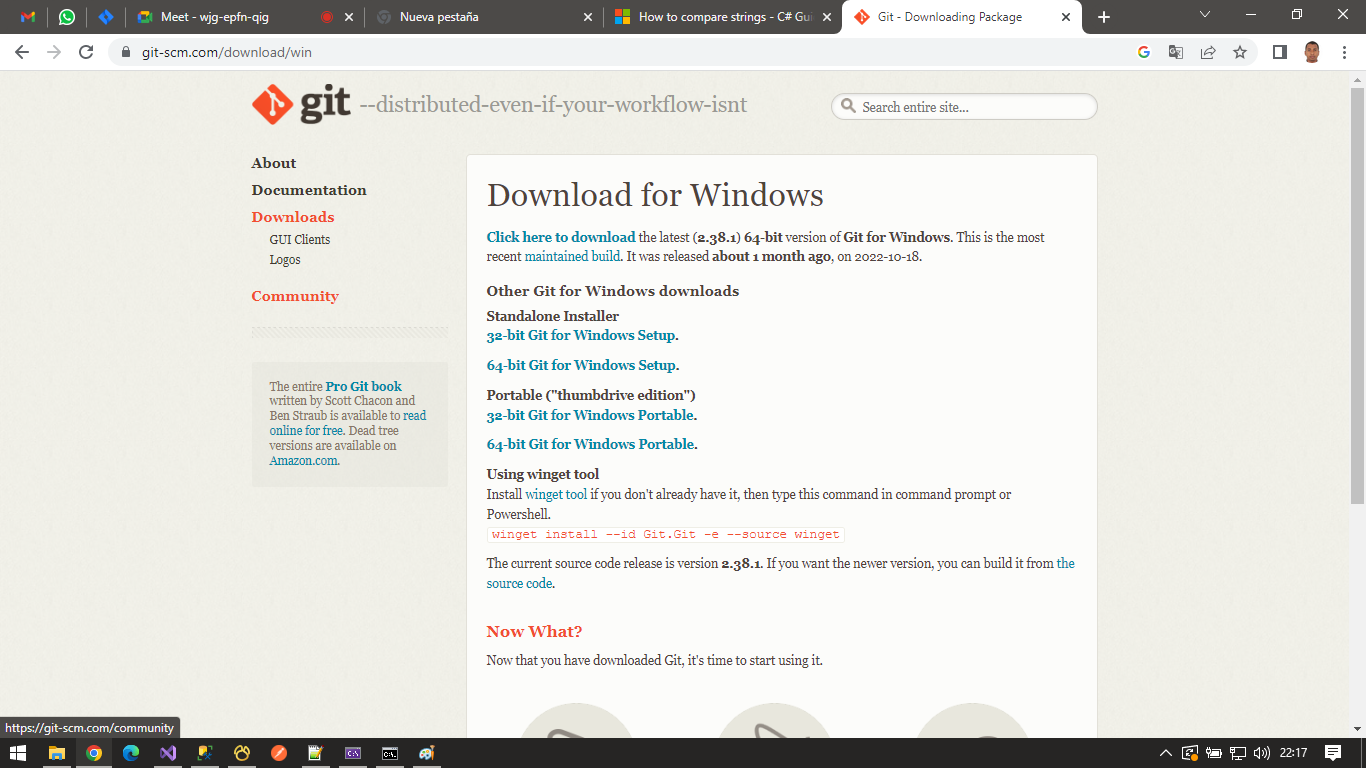 Meet - wjg-epfn-qig
Nueva pestaña
How to compare strings - C# Gui
Git - Downloading Package
git-scm.com/download/win
git --distributed-even-if-your-workflow-isnt
Search entire site...
About
Documentation
Downloads
GUI Clients
Logos
Community
The entire Pro Git book
written by Scott Chacon and
Ben Straub is available to read
online for free. Dead tree
versions are available on
Amazon.com.
Download for Windows
Click here to download the latest (2.38.1) 64-bit version of Git for Windows. This is the most
recent maintained build. It was released about 1 month ago, on 2022-10-18.
Other Git for Windows downloads
Standalone Installer
32-bit Git for Windows Setup.
64-bit Git for Windows Setup.
Portable ("thumbdrive edition")
32-bit Git for Windows Portable.
64-bit Git for Windows Portable.
Using winget tool
Install winget tool if you don't already have it, then type this command in command prompt or
Powershell.
winget install --id Git.Git -e --source winget
The current source code release is version 2.38.1. If you want the newer version, you can build it from the
source code.
Now What?
Now that you have downloaded Git, it's time to start using it.
https://git-scm.com/community
22:17